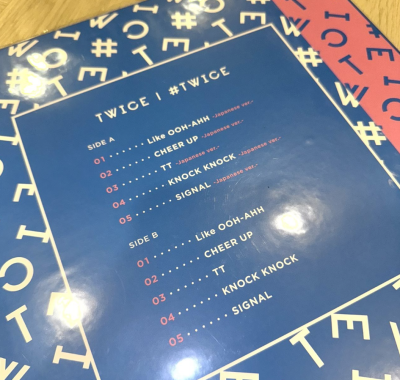 TWICE | #TWICE
SIDE A
01 ······· Like OOH-AHH -Japanese ver.-
02 ······· CHEER UP -Japanese ver.-
03 ······· TT -Japanese ver.-
04 ······· KNOCK KNOCK -Japanese ver.-
05 ······· SIGNAL -Japanese ver.-
SIDE B
01 ······· Like OOH-AHH
02 ······· CHEER UP
03 ······· TT
04 ······· KNOCK KNOCK
05 ······· SIGNAL